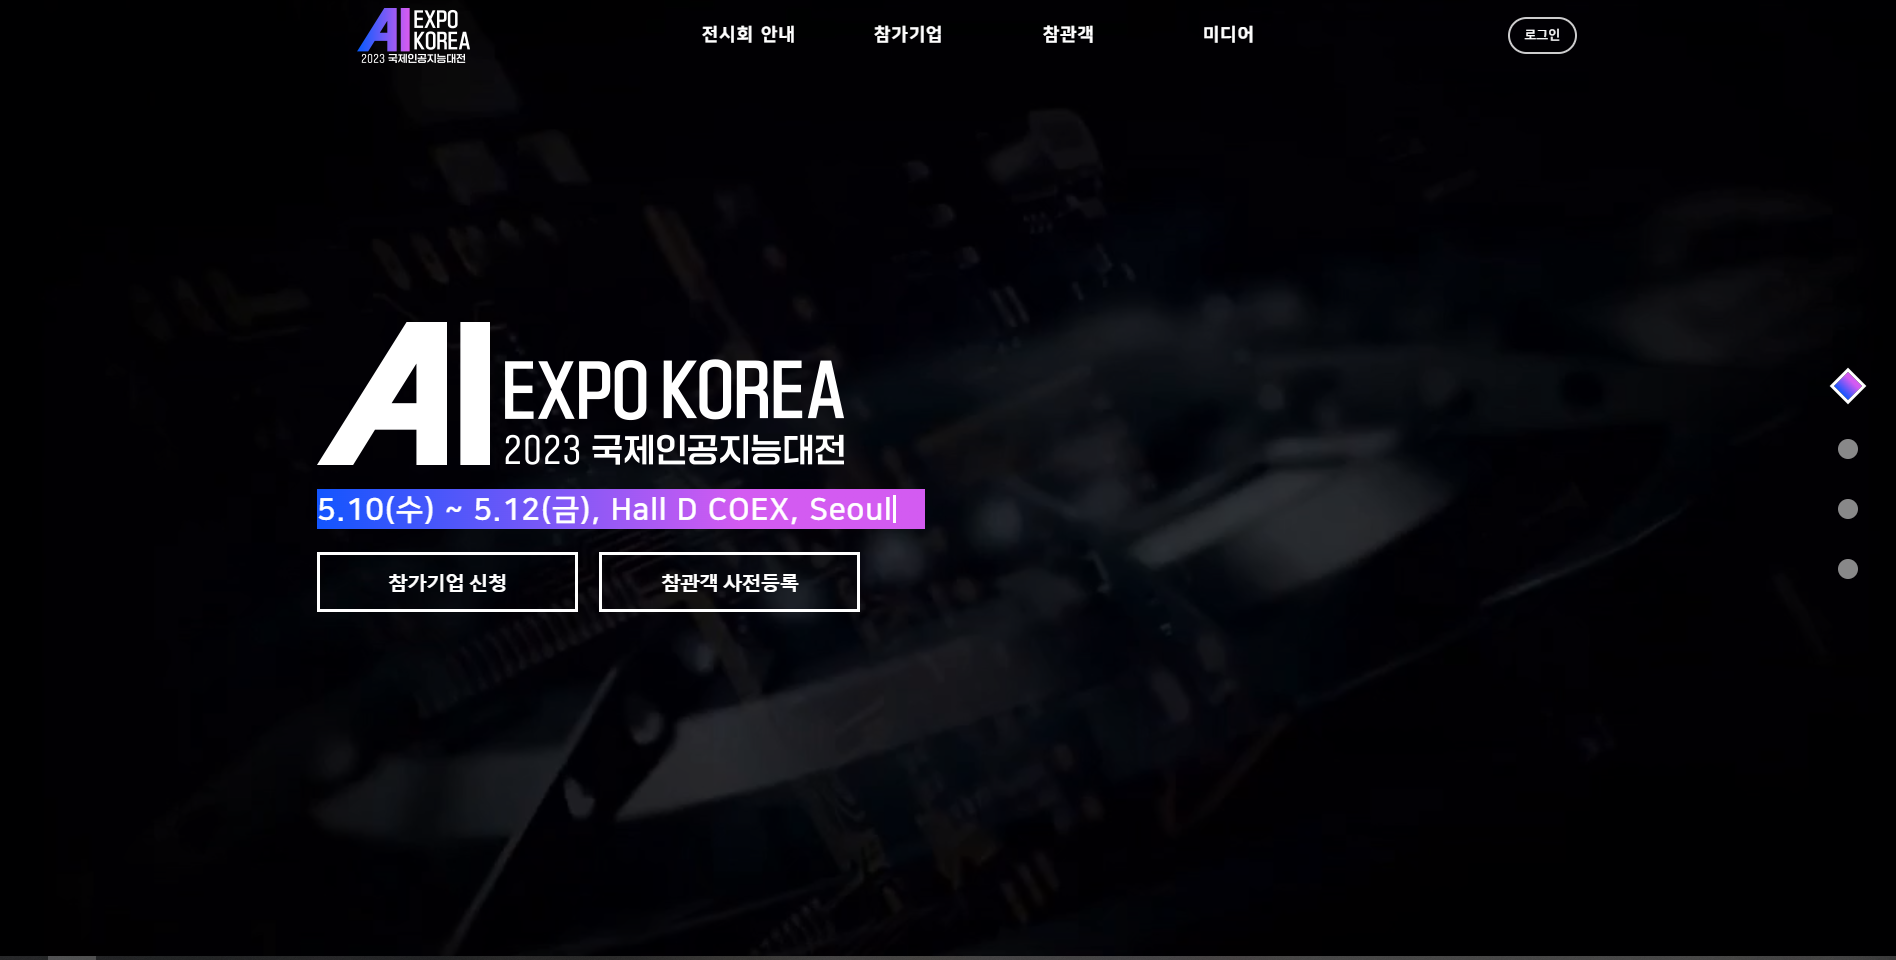 EXPO
AI KOREA
2023 국제인공지능대전
전시회 안내
참가기업
참관객
미디어
로그인
AI EXPO KOREA
2023 국제인공지능대전
5.10(수) ~ 5.12(금), Hall D COEX, Seoul
참가기업 신청
참관객 사전등록